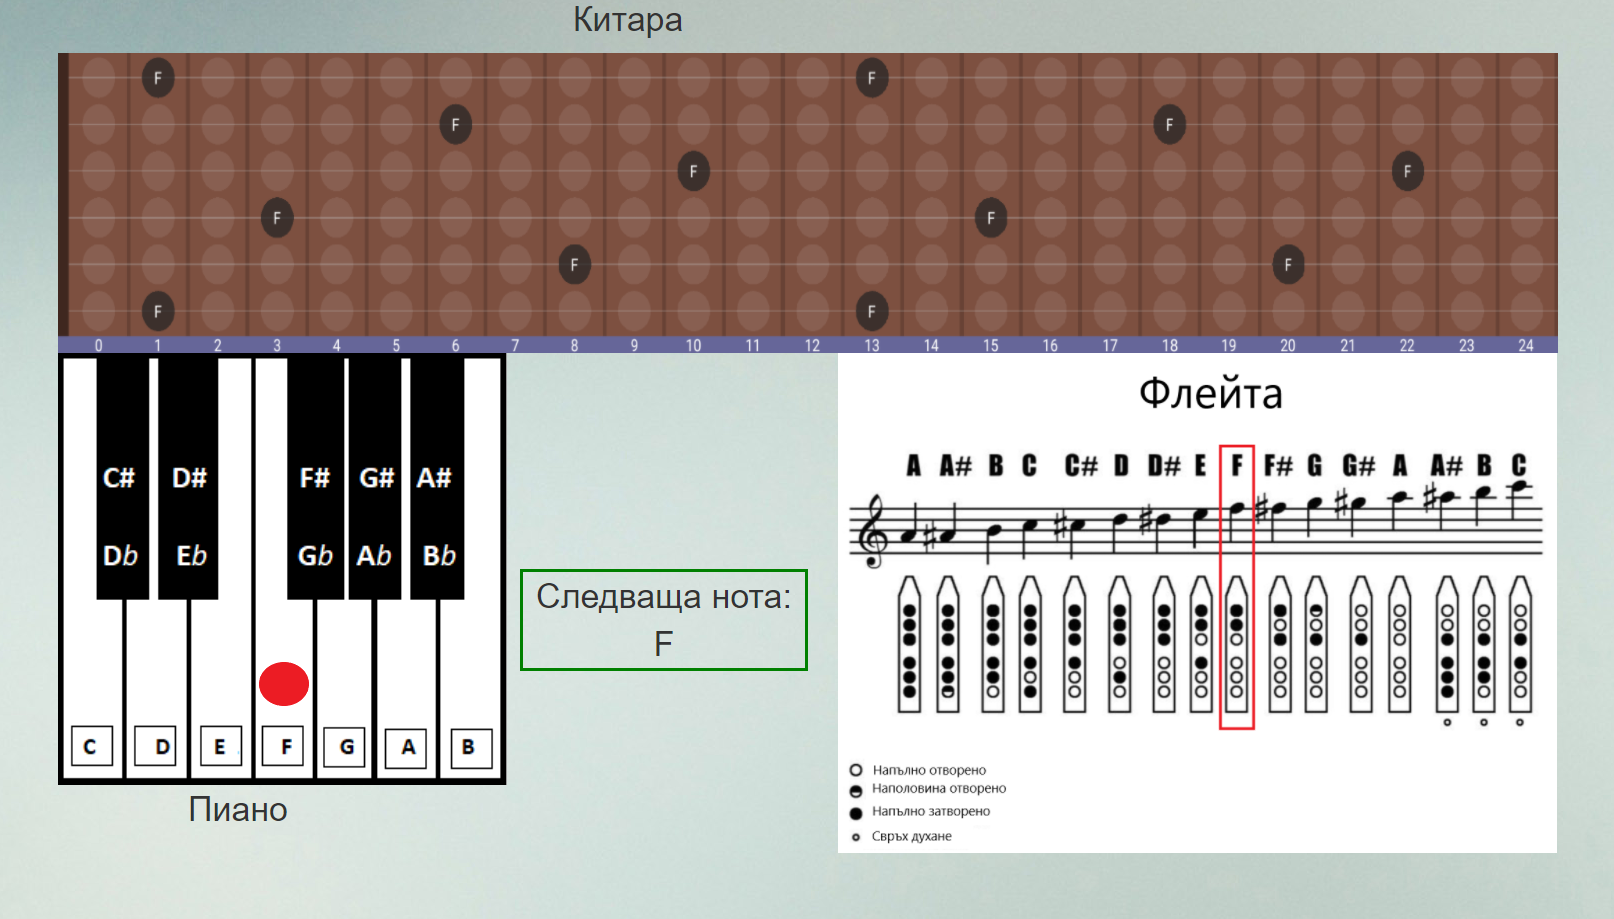 Китара
F F
F F
F F
F F
F F
F F
0 1 2 3 4 5 6 7 8 9 10 11 12 13 14 15 16 17 18 19 20 21 22 23 24
Флейта
A A# B C C# D D# E F F# G G# A A# B C
C# D# F# G# A#
Db Eb Gb Ab Bb
Следваща нота:
F
C D E F G A B
Пиано
Напълно отворено
Наполовина отворено
Напълно затворено
Свръх духане